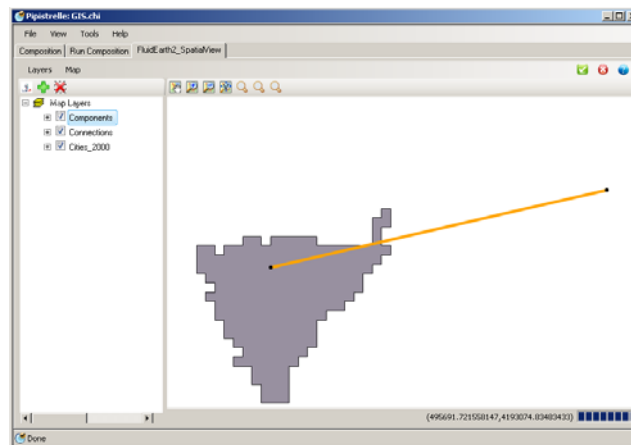 Pipistrelle: GIS.chi
File View Tools Help
Composition Run Composition FluidEarth2_SpatialView
Layers Map
Map Layers
Components
Connections
Cities_2000
(495691.721558147,4193074.83483433)
Done